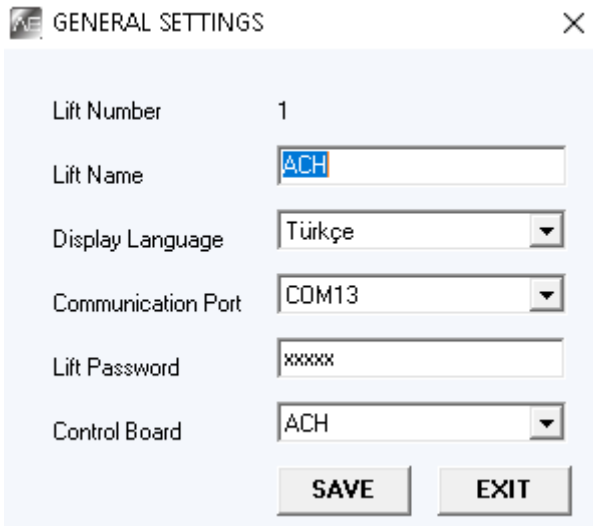 AE GENERAL SETTINGS
Lift Number 1
Lift Name ACH
Display Language Türkçe
Communication Port COM13
Lift Password xxxxx
Control Board ACH
SAVE EXIT